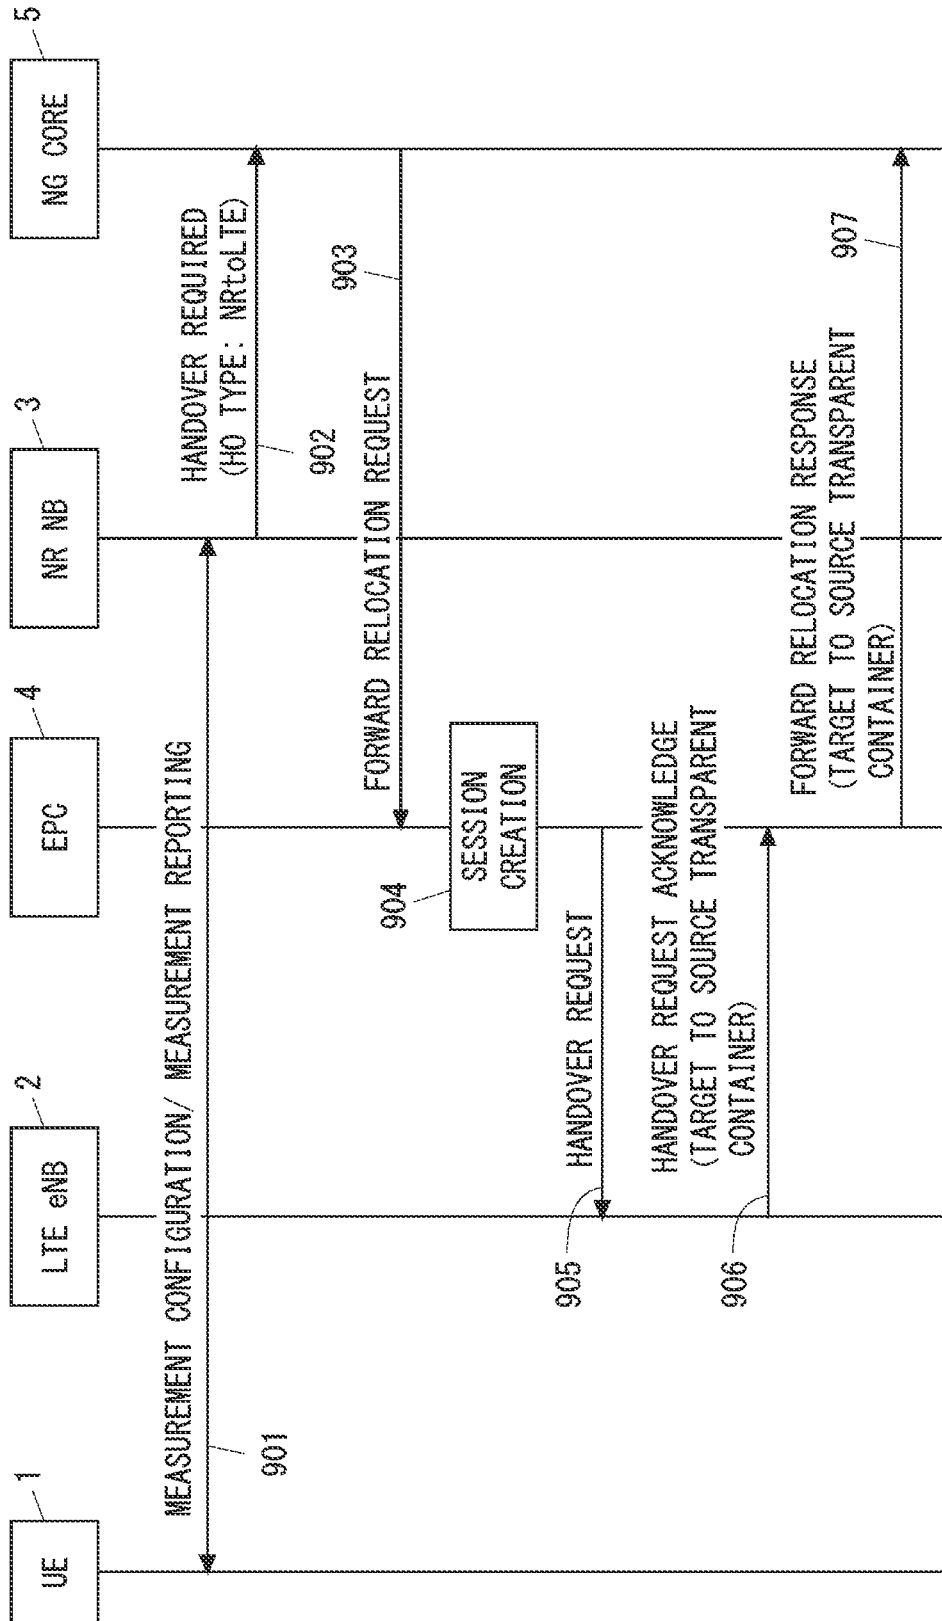 1
UE
2
LTE eNB
4
EPC
3
NR NB
5
NG CORE
MEASUREMENT CONFIGURATION/ MEASUREMENT REPORTING
901
HANDOVER REQUIRED
(HO TYPE: NRtoLTE)
902
FORWARD RELOCATION REQUEST
903
904
SESSION
CREATION
HANDOVER REQUEST
905
HANDOVER REQUEST ACKNOWLEDGE
(TARGET TO SOURCE TRANSPARENT
CONTAINER)
906
FORWARD RELOCATION RESPONSE
(TARGET TO SOURCE TRANSPARENT
CONTAINER)
907